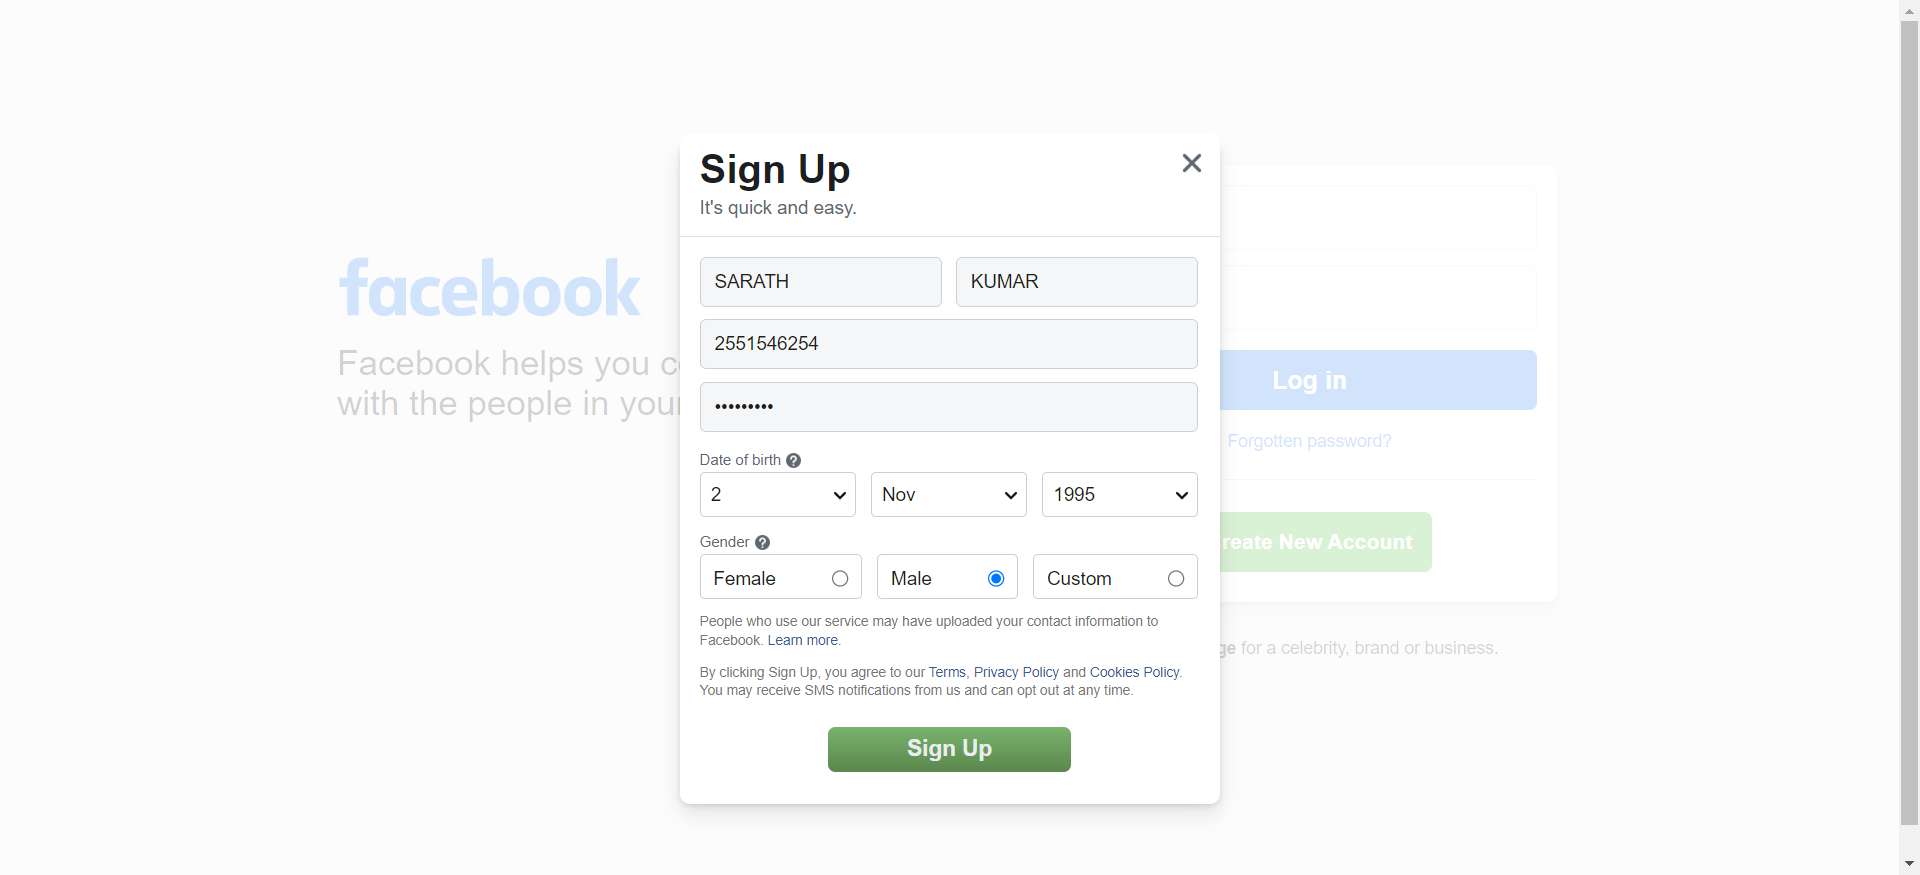 Sign Up
It's quick and easy.
SARATH
KUMAR
2551546254
•••••••••
Date of birth
2
Nov
1995
Gender
Female
Male
Custom
People who use our service may have uploaded your contact information to
Facebook. Learn more.
By clicking Sign Up, you agree to our Terms, Privacy Policy and Cookies Policy.
You may receive SMS notifications from us and can opt out at any time.
Sign Up
facebook
Facebook helps you c
with the people in your
Log in
Forgotten password?
reate New Account
ge for a celebrity, brand or business.